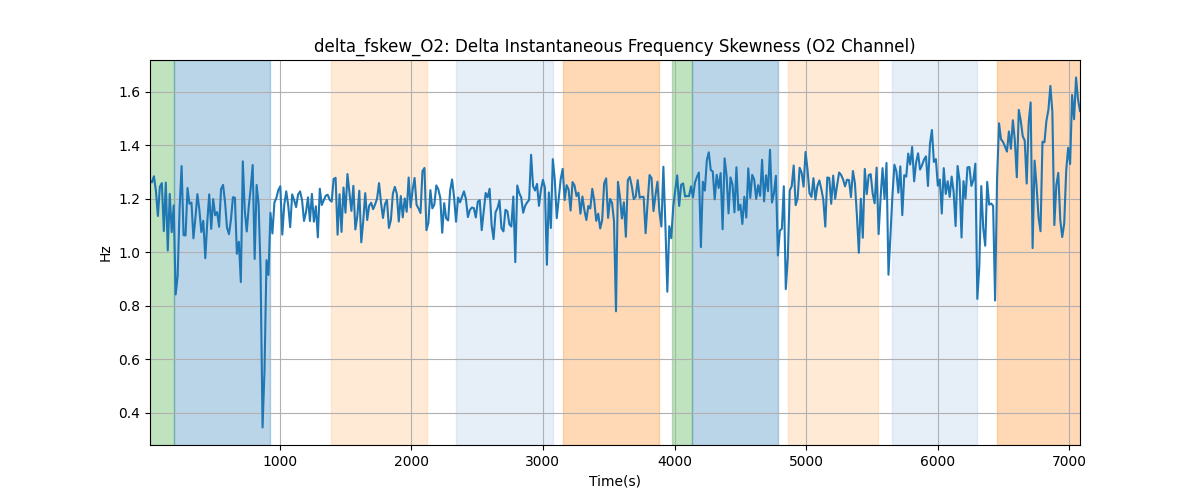 delta_fskew_O2: Delta Instantaneous Frequency Skewness (O2 Channel)
1.6
1.4
1.2
1.0
0.8
0.6
0.4
Hz
1000 2000 3000 4000 5000 6000 7000
Time(s)